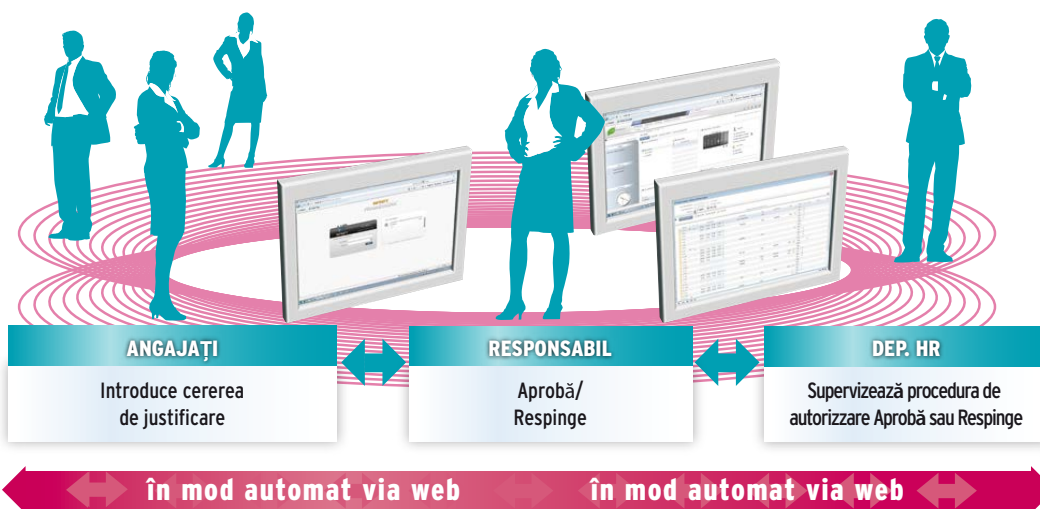 ANGAJAȚI
Introduce cererea
de justificare
RESPONSABIL
Aprobă/
Respinge
DEP. HR
Supervizează procedura de
autorizzare Aprobă sau Respinge
în mod automat via web
în mod automat via web